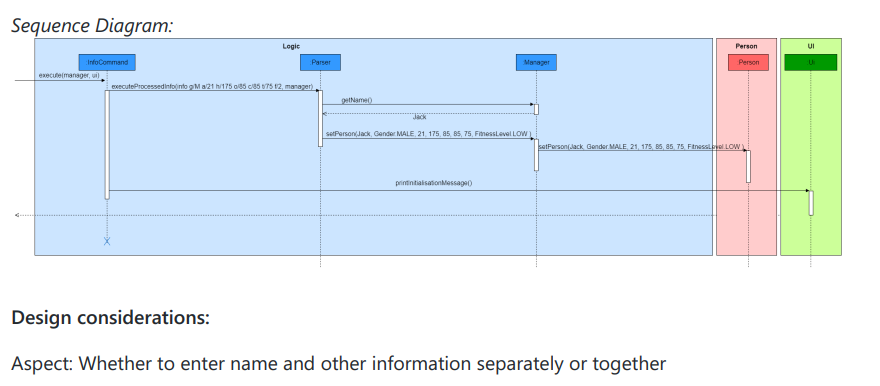 Sequence Diagram:
Logic
Person
UI
InfoCommand
:Parser
:Manager
:Person
execute(manager, ui)
executeProcessedInfo(info g/M a/21 h/175 o/85 c/85 t/75 f/2, manager)
getName()
Jack
setPerson(Jack, Gender.MALE, 21, 175, 85, 85, 75, FitnessLevel.LOW )
setPerson(Jack, Gender.MALE, 21, 175, 85, 85, 75, FitnessLevel.LOW )
printInitialisationMessage()
X
Design considerations:
Aspect: Whether to enter name and other information separately or together